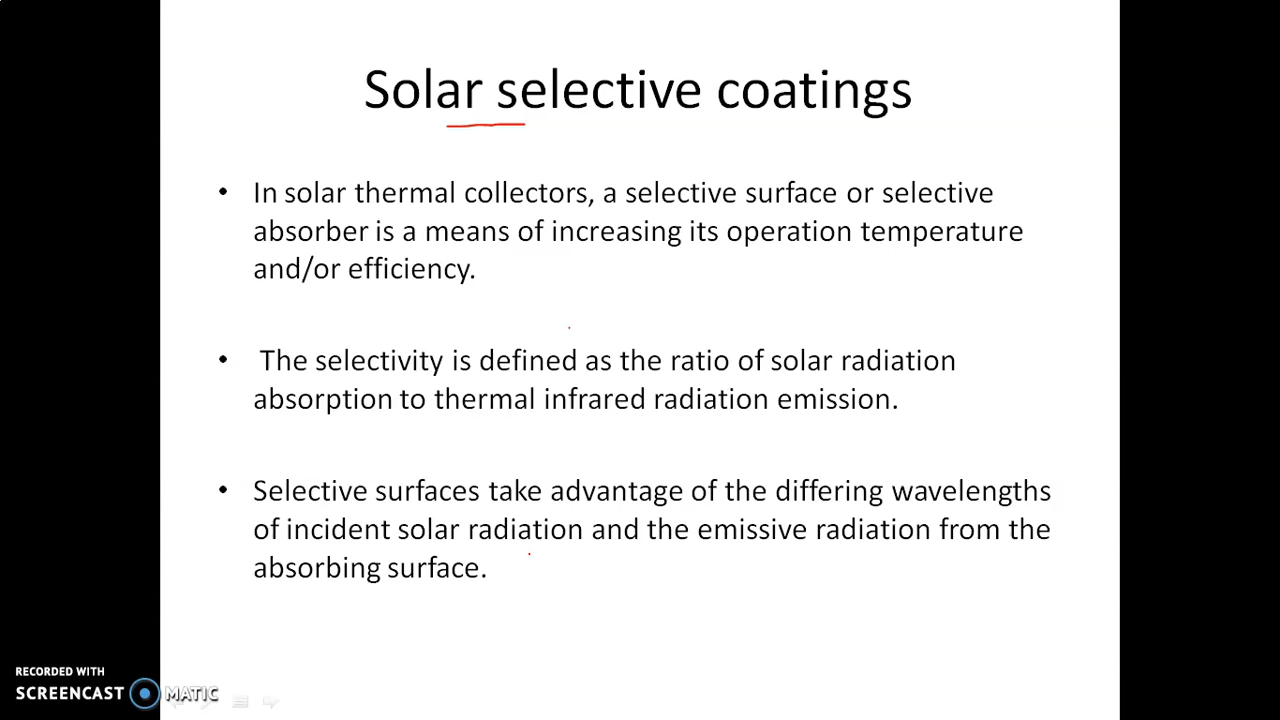 Solar selective coatings
• In solar thermal collectors, a selective surface or selective
absorber is a means of increasing its operation temperature
and/or efficiency.
• The selectivity is defined as the ratio of solar radiation
absorption to thermal infrared radiation emission.
• Selective surfaces take advantage of the differing wavelengths
of incident solar radiation and the emissive radiation from the
absorbing surface.
RECORDED WITH
SCREENCAST MATIC